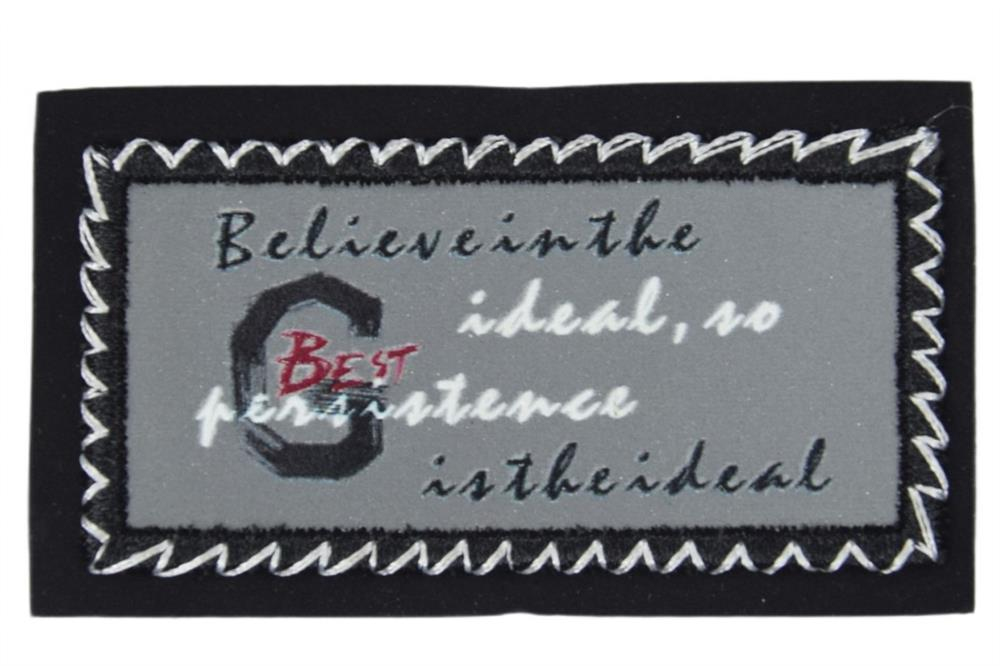 Believeinthe
ideal, so
G
BEST
persistence
istheideal